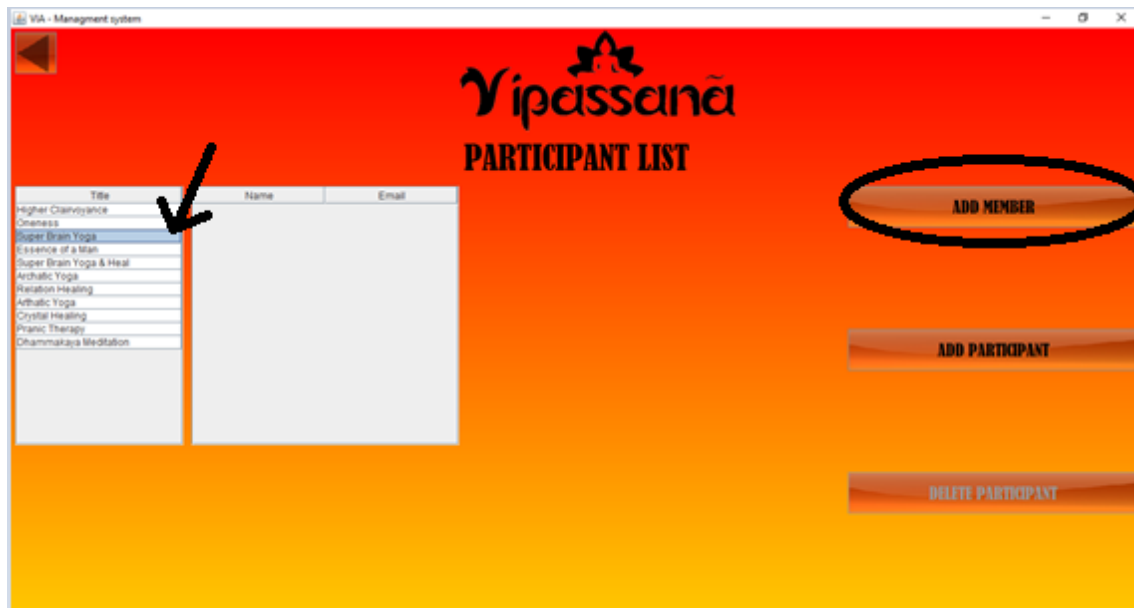 VIA - Managment system
Vipassanã
PARTICIPANT LIST
Title
Higher Clairvoyance
Oneness
Super Brain Yoga
Essence of a Man
Super Brain Yoga & Heal
Archatic Yoga
Relation Healing
Arthatic Yoga
Crystal Healing
Pranic Therapy
Dhammakaya Meditation
Name Email
ADD MEMBER
ADD PARTICIPANT
DELETE PARTICIPANT